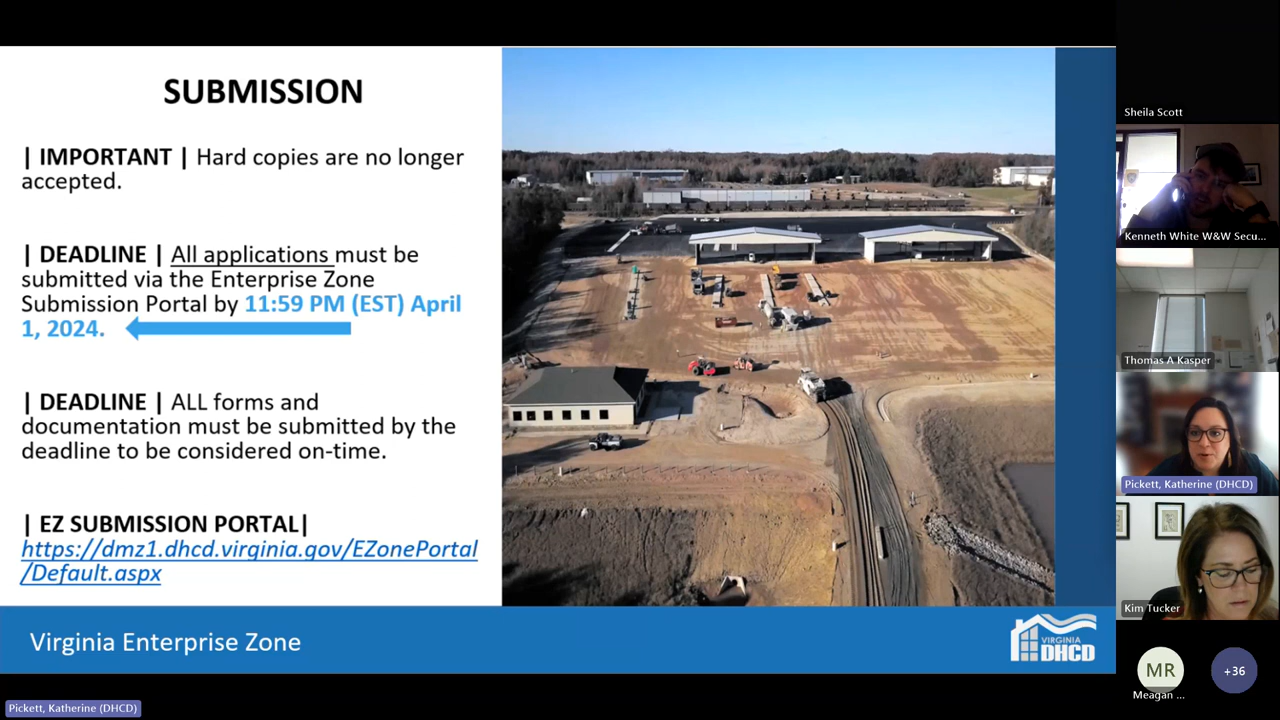 SUBMISSION
| IMPORTANT | Hard copies are no longer
accepted.
| DEADLINE | All applications must be
submitted via the Enterprise Zone
Submission Portal by 11:59 PM (EST) April
1, 2024.
| DEADLINE | ALL forms and
documentation must be submitted by the
deadline to be considered on-time.
| EZ SUBMISSION PORTAL|
https://dmz1.dhcd.virginia.gov/EZonePortal
/Default.aspx
Virginia Enterprise Zone
VIRGINIA
DHCD
Pickett, Katherine (DHCD)
Sheila Scott
Kenneth White W&W Secu...
Thomas A Kasper
Pickett, Katherine (DHCD)
Kim Tucker
MR
Meagan ...
+36